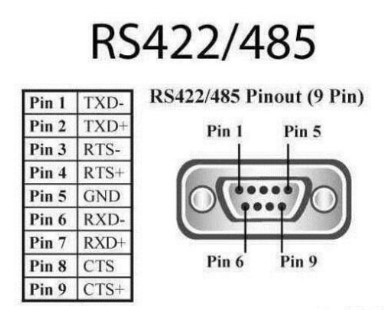 RS422/485
Pin 1 TXD-
Pin 2 TXD+
Pin 3 RTS-
Pin 4 RTS+
Pin 5 GND
Pin 6 RXD-
Pin 7 RXD+
Pin 8 CTS
Pin 9 CTS+
RS422/485 Pinout (9 Pin)
Pin 1 Pin 5
Pin 6 Pin 9